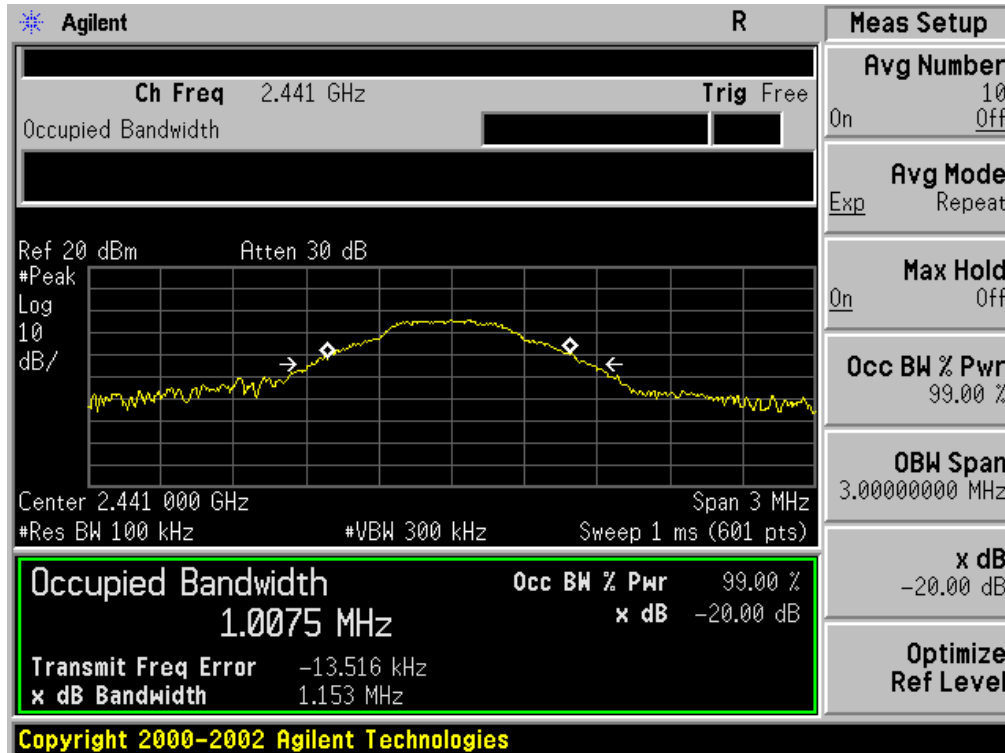 Agilent R
Ch Freq 2.441 GHz Trig Free
Occupied Bandwidth
Ref 20 dBm Atten 30 dB
#Peak
Log
10
dB/
Center 2.441 000 GHz Span 3 MHz
#Res BW 100 kHz #VBW 300 kHz Sweep 1 ms (601 pts)
Occupied Bandwidth Occ BW % Pwr 99.00 %
1.0075 MHz x dB -20.00 dB
Transmit Freq Error -13.516 kHz
x dB Bandwidth 1.153 MHz
Copyright 2000-2002 Agilent Technologies
Meas Setup
Avg Number
10
On Off
Avg Mode
Exp Repeat
Max Hold
On Off
Occ BW % Pwr
99.00 %
OBW Span
3.00000000 MHz
x dB
-20.00 dB
Optimize
Ref Level